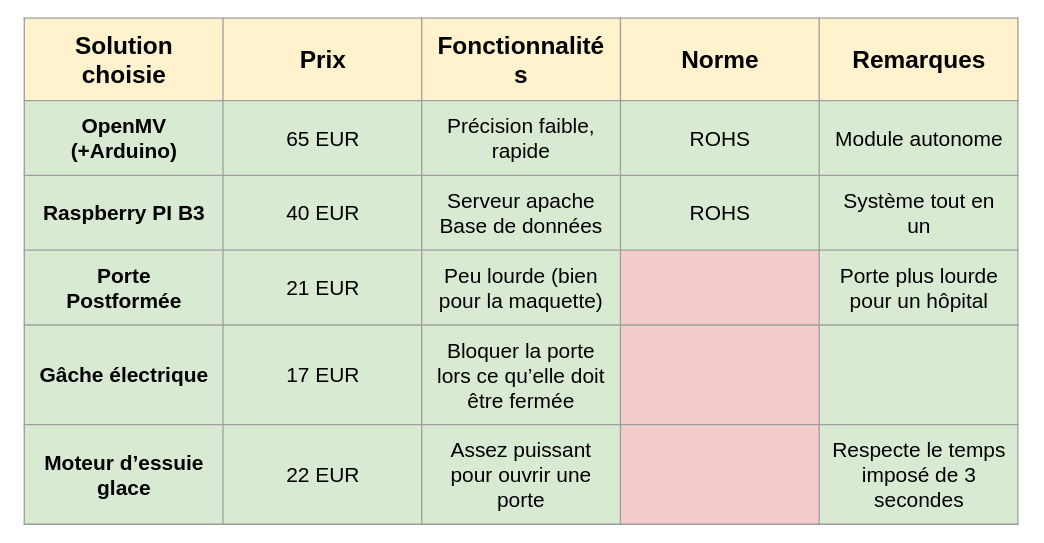 Solution
choisie
Prix
Fonctionnalité
s
Norme
Remarques
OpenMV
(+Arduino)
65 EUR
Précision faible,
rapide
ROHS
Module autonome
Raspberry PI B3
40 EUR
Serveur apache
Base de données
ROHS
Système tout en
un
Porte
Postformée
21 EUR
Peu lourde (bien
pour la maquette)
Porte plus lourde
pour un hôpital
Gâche électrique
17 EUR
Bloquer la porte
lors ce qu’elle doit
être fermée
Moteur d’essuie
glace
22 EUR
Assez puissant
pour ouvrir une
porte
Respecte le temps
imposé de 3
secondes